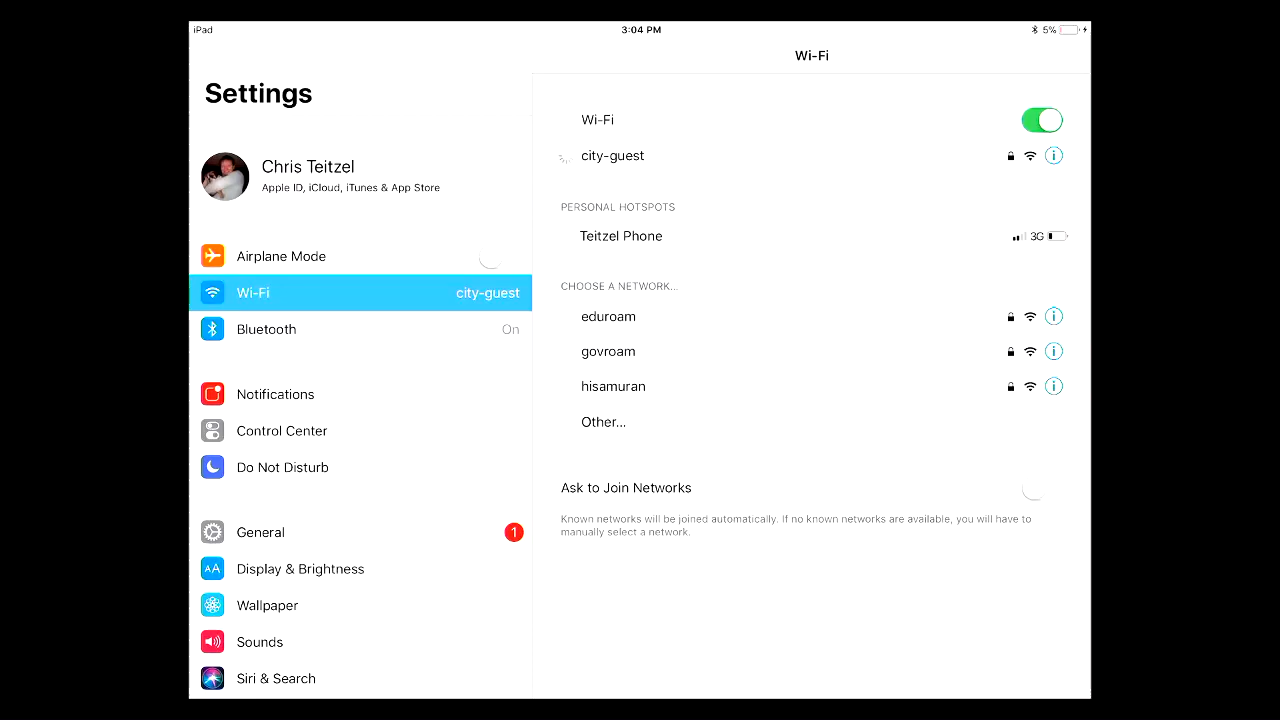 iPad
3:04 PM
5%
Wi-Fi
Settings
Chris Teitzel
Apple ID, iCloud, iTunes & App Store
Airplane Mode
Wi-Fi city-guest
Bluetooth On
Notifications
Control Center
Do Not Disturb
General 1
AA Display & Brightness
Wallpaper
Sounds
Siri & Search
Wi-Fi
city-guest
PERSONAL HOTSPOTS
Teitzel Phone 3G
CHOOSE A NETWORK...
eduroam
govroam
hisamuran
Other...
Ask to Join Networks
Known networks will be joined automatically. If no known networks are available, you will have to
manually select a network.